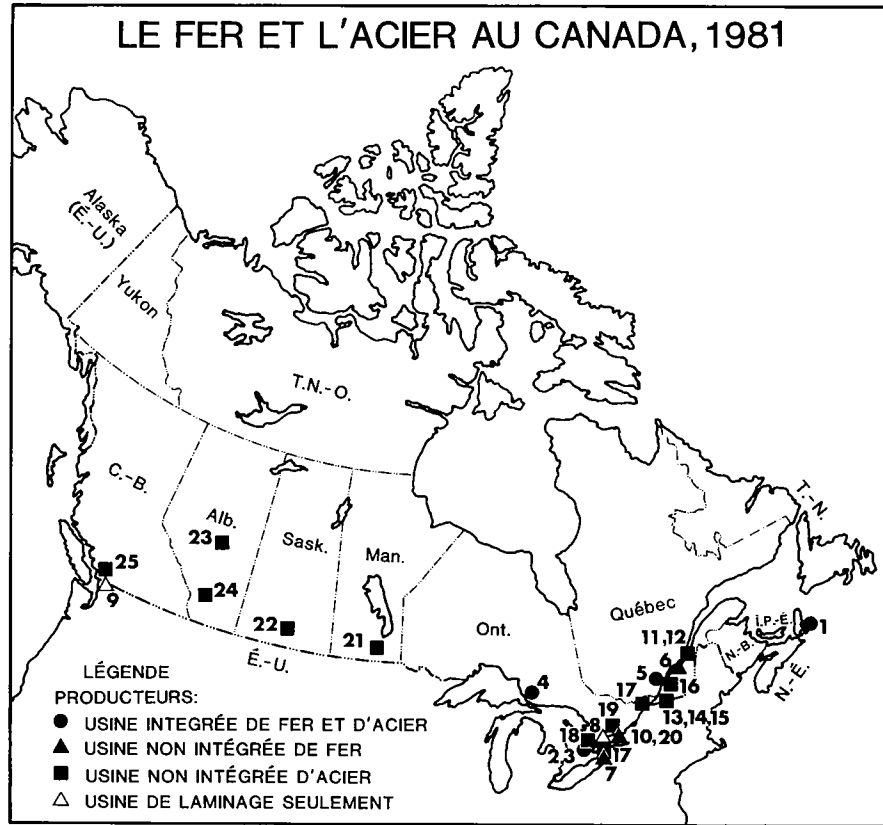 LE FER ET L'ACIER AU CANADA, 1981
Alaska
(É.-U.)
Yukon
T.N.-O.
C.-B.
Alb.
Sask.
Man.
Ont.
Québec
T.-N.
Î.P.-É.
N.-B.
N.-É.
É.-U.
23
24
25
9
22
21
4
1
11,12
6
5
16
17
13,14,15
19
8
18
10,20
2,3
17
7
LÉGENDE
PRODUCTEURS:
USINE INTEGRÉE DE FER ET D'ACIER
USINE NON INTÉGRÉE DE FER
USINE NON INTÉGRÉE D'ACIER
USINE DE LAMINAGE SEULEMENT